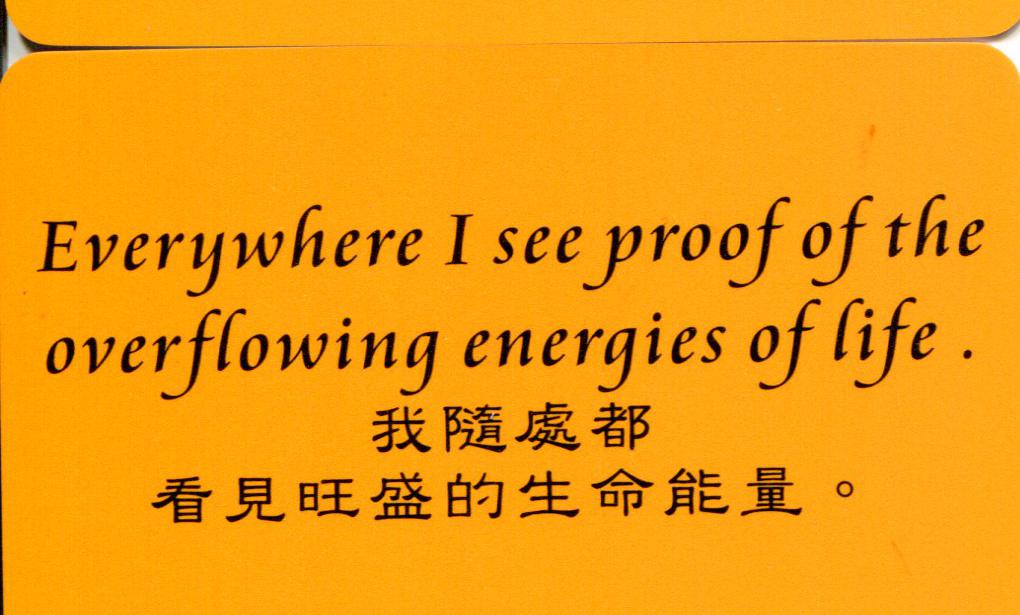 Everywhere I see proof of the
overflowing energies of life .
我隨處都
看見旺盛的生命能量。